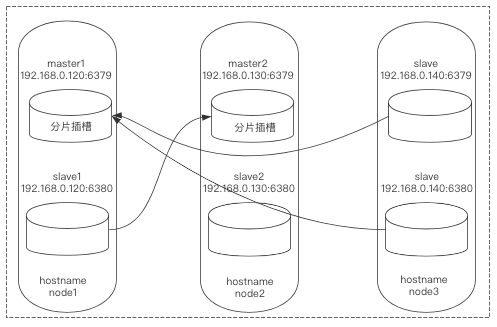 master1
192.168.0.120:6379
分片插槽
slave1
192.168.0.120:6380
hostname
node1
master2
192.168.0.130:6379
分片插槽
slave2
192.168.0.130:6380
hostname
node2
slave
192.168.0.140:6379
slave
192.168.0.140:6380
hostname
node3